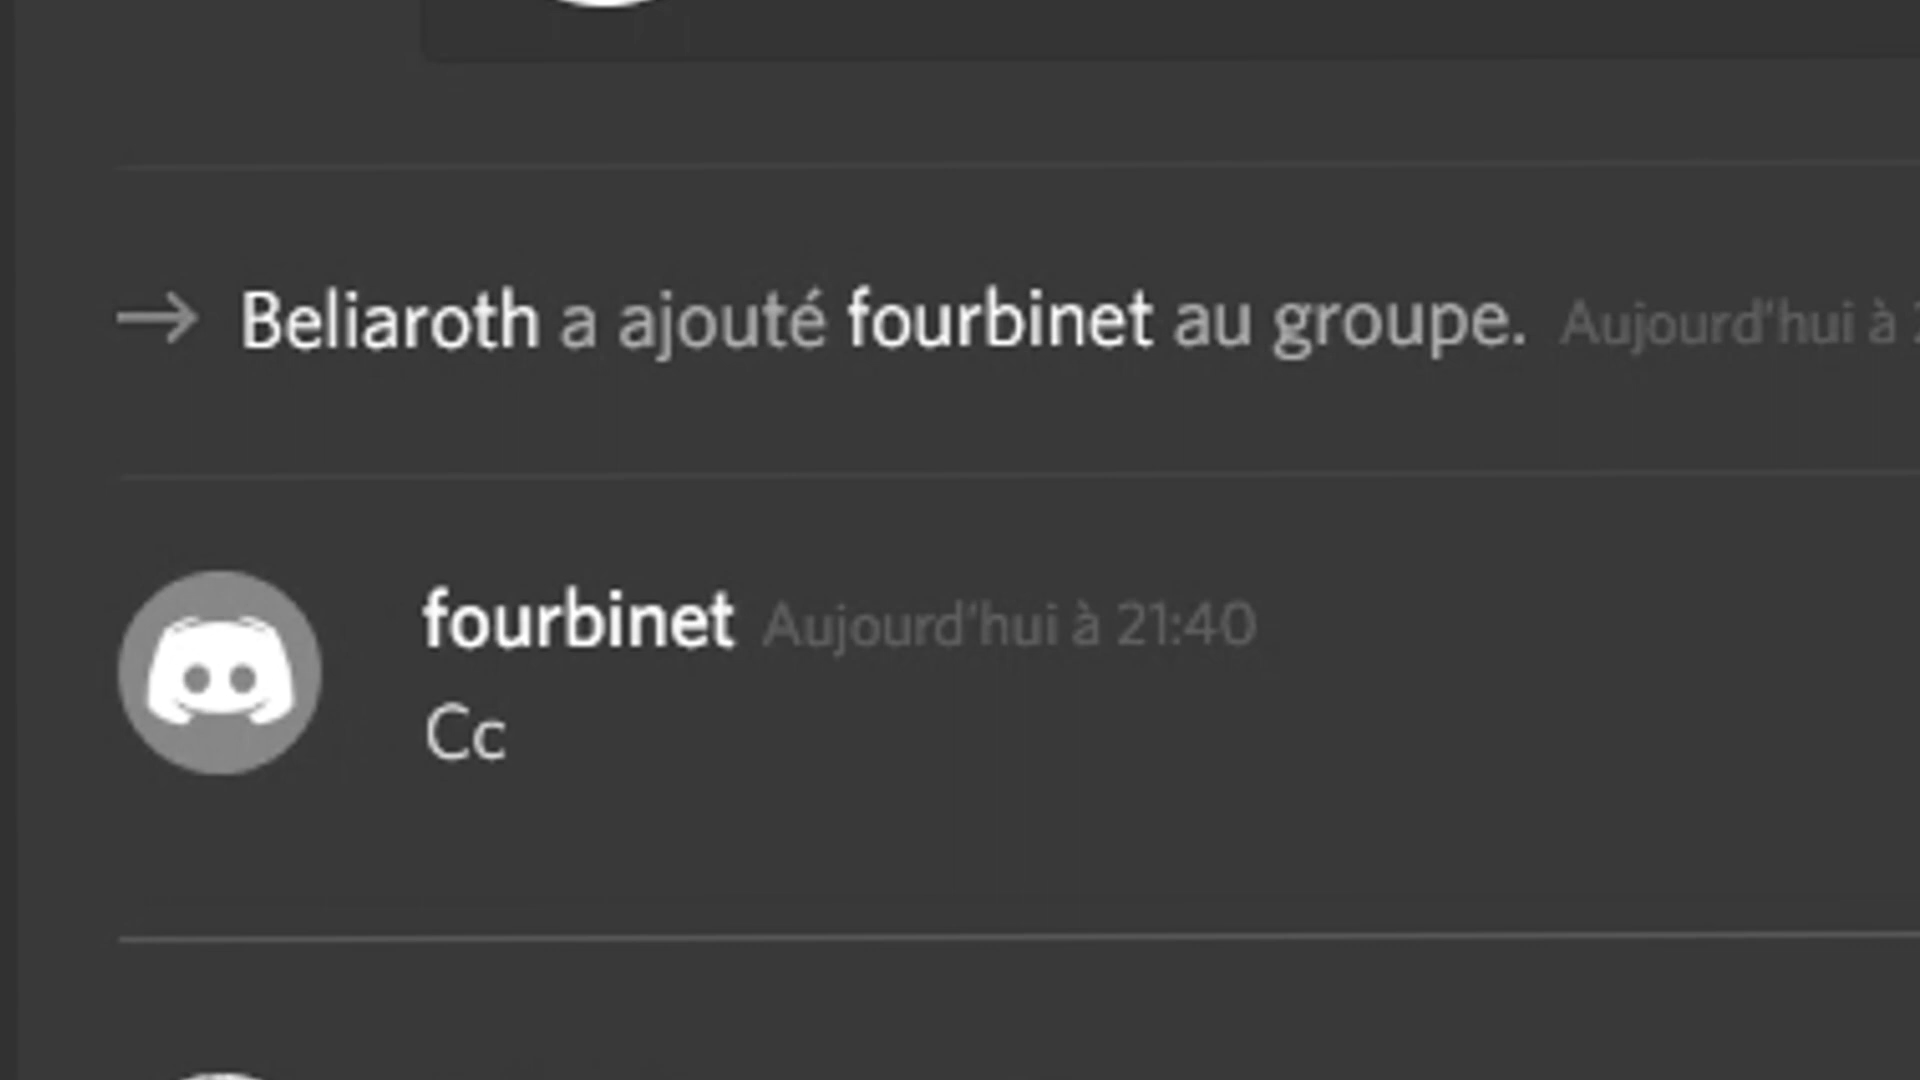 Beliaroth a ajouté fourbinet au groupe. Aujourd'hui à
fourbinet Aujourd'hui à 21:40
Cc